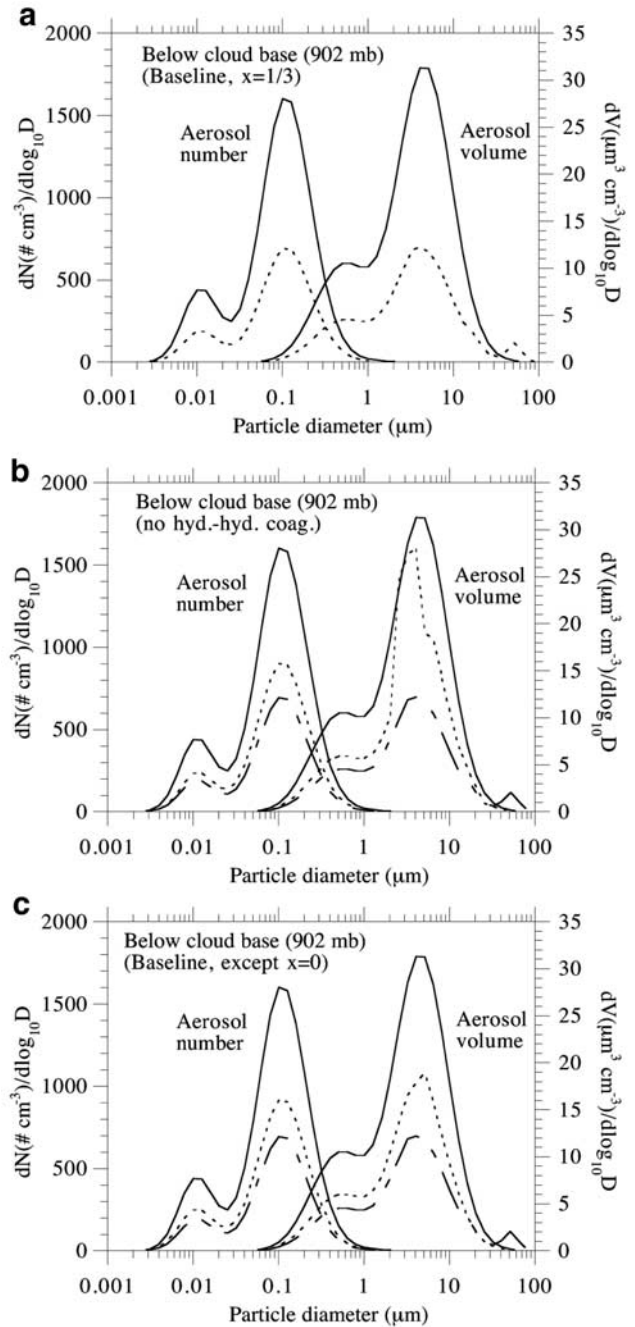 a
Below cloud base (902 mb)
(Baseline, x=1/3)
Aerosol
number
Aerosol
volume
2000
1500
1000
500
0
dN(# cm⁻³)/dlog₁₀D
35
30
25
20
15
10
5
0
dV(μm³ cm⁻³)/dlog₁₀D
0.001 0.01 0.1 1 10 100
Particle diameter (μm)
b
Below cloud base (902 mb)
(no hyd.-hyd. coag.)
Aerosol
number
Aerosol
volume
2000
1500
1000
500
0
dN(# cm⁻³)/dlog₁₀D
35
30
25
20
15
10
5
0
dV(μm³ cm⁻³)/dlog₁₀D
0.001 0.01 0.1 1 10 100
Particle diameter (μm)
c
Below cloud base (902 mb)
(Baseline, except x=0)
Aerosol
number
Aerosol
volume
2000
1500
1000
500
0
dN(# cm⁻³)/dlog₁₀D
35
30
25
20
15
10
5
0
dV(μm³ cm⁻³)/dlog₁₀D
0.001 0.01 0.1 1 10 100
Particle diameter (μm)